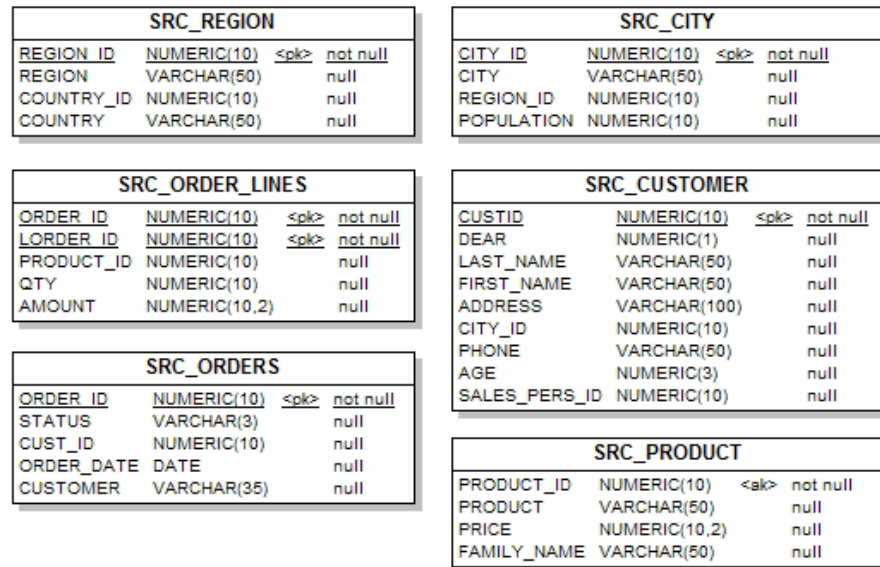 SRC_REGION
REGION_ID NUMERIC(10) <pk> not null
REGION VARCHAR(50) null
COUNTRY_ID NUMERIC(10) null
COUNTRY VARCHAR(50) null
SRC_CITY
CITY_ID NUMERIC(10) <pk> not null
CITY VARCHAR(50) null
REGION_ID NUMERIC(10) null
POPULATION NUMERIC(10) null
SRC_ORDER_LINES
ORDER_ID NUMERIC(10) <pk> not null
LORDER_ID NUMERIC(10) <pk> not null
PRODUCT_ID NUMERIC(10) null
QTY NUMERIC(10) null
AMOUNT NUMERIC(10,2) null
SRC_CUSTOMER
CUSTID NUMERIC(10) <pk> not null
DEAR NUMERIC(1) null
LAST_NAME VARCHAR(50) null
FIRST_NAME VARCHAR(50) null
ADDRESS VARCHAR(100) null
CITY_ID NUMERIC(10) null
PHONE VARCHAR(50) null
AGE NUMERIC(3) null
SALES_PERS_ID NUMERIC(10) null
SRC_ORDERS
ORDER_ID NUMERIC(10) <pk> not null
STATUS VARCHAR(3) null
CUST_ID NUMERIC(10) null
ORDER_DATE DATE null
CUSTOMER VARCHAR(35) null
SRC_PRODUCT
PRODUCT_ID NUMERIC(10) <ak> not null
PRODUCT VARCHAR(50) null
PRICE NUMERIC(10,2) null
FAMILY_NAME VARCHAR(50) null